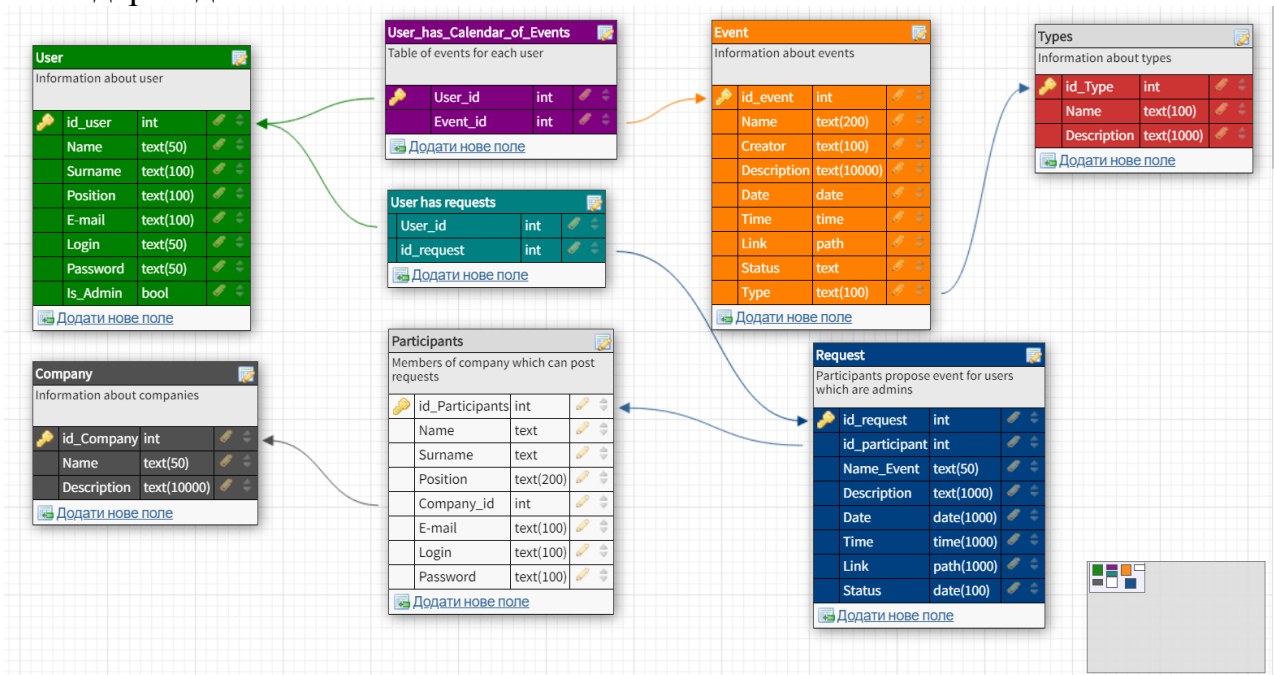 User
Information about user
id_user int
Name text(50)
Surname text(100)
Position text(100)
E-mail text(100)
Login text(50)
Password text(50)
Is_Admin bool
Додати нове поле
Company
Information about companies
id_Company int
Name text(50)
Description text(10000)
Додати нове поле
User_has_Calendar_of_Events
Table of events for each user
User_id int
Event_id int
Додати нове поле
User has requests
User_id int
id_request int
Додати нове поле
Participants
Members of company which can post
requests
id_Participants int
Name text
Surname text
Position text(200)
Company_id int
E-mail text(100)
Login text(100)
Password text(100)
Додати нове поле
Event
Information about events
id_event int
Name text(200)
Creator text(100)
Description text(10000)
Date date
Time time
Link path
Status text
Type text(100)
Додати нове поле
Types
Information about types
id_Type int
Name text(100)
Description text(1000)
Додати нове поле
Request
Participants propose event for users
which are admins
id_request int
id_participant int
Name_Event text(50)
Description text(1000)
Date date(1000)
Time time(1000)
Link path(1000)
Status date(100)
Додати нове поле